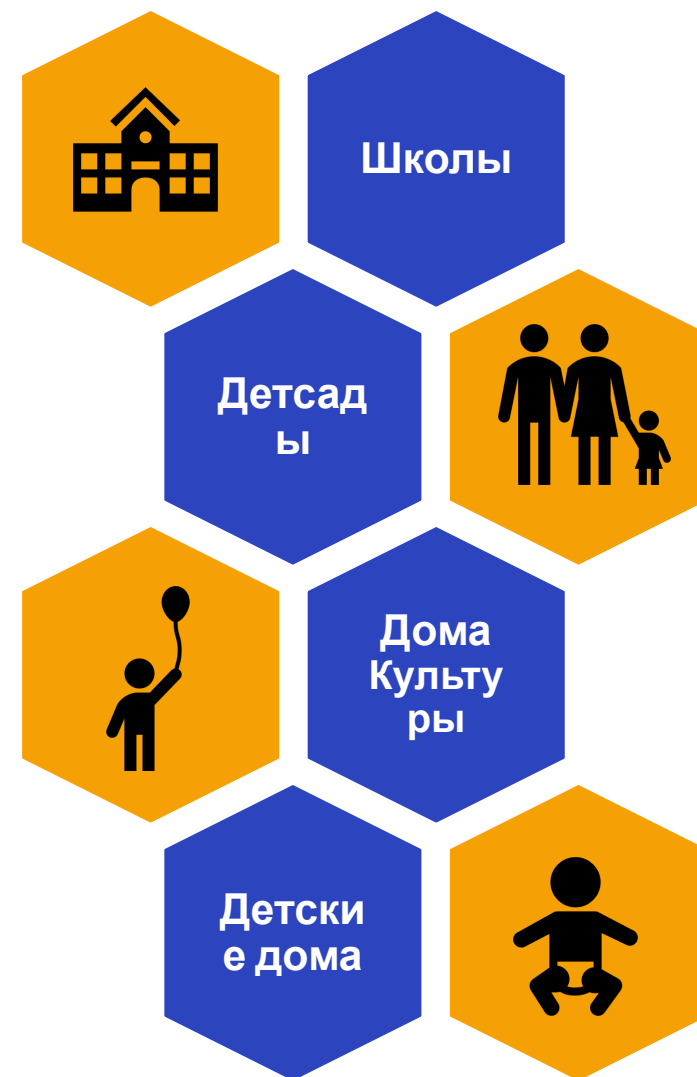 Школы
Детсад
ы
Дома
Культу
ры
Детски
е дома